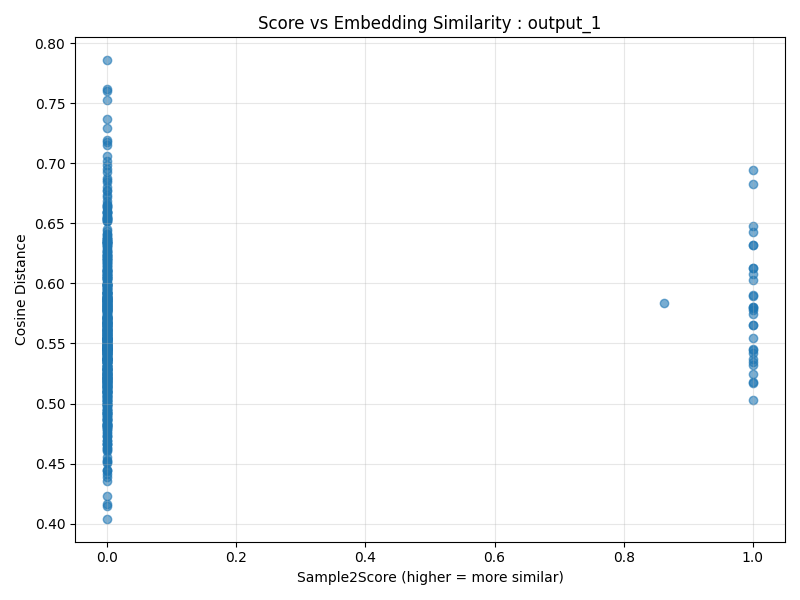 Score vs Embedding Similarity : output_1
Cosine Distance
0.80
0.75
0.70
0.65
0.60
0.55
0.50
0.45
0.40
0.0 0.2 0.4 0.6 0.8 1.0
Sample2Score (higher = more similar)